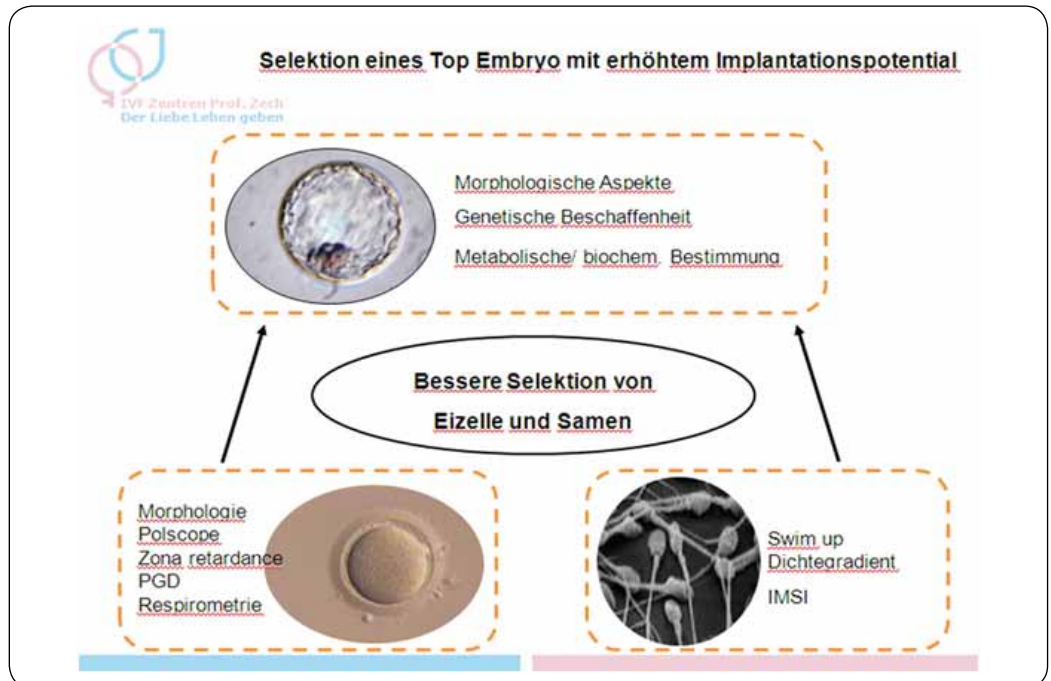 Selektion eines Top Embryo mit erhöhtem Implantationspotential
IVF Zentren Prof. Zech
Der Liebe Leben geben
Morphologische Aspekte
Genetische Beschaffenheit
Metabolische/ biochem. Bestimmung
Bessere Selektion von
Eizelle und Samen
Morphologie
Polscope
Zona retardance
PGD
Respirometrie
Swim up
Dichtegradient
IMSI